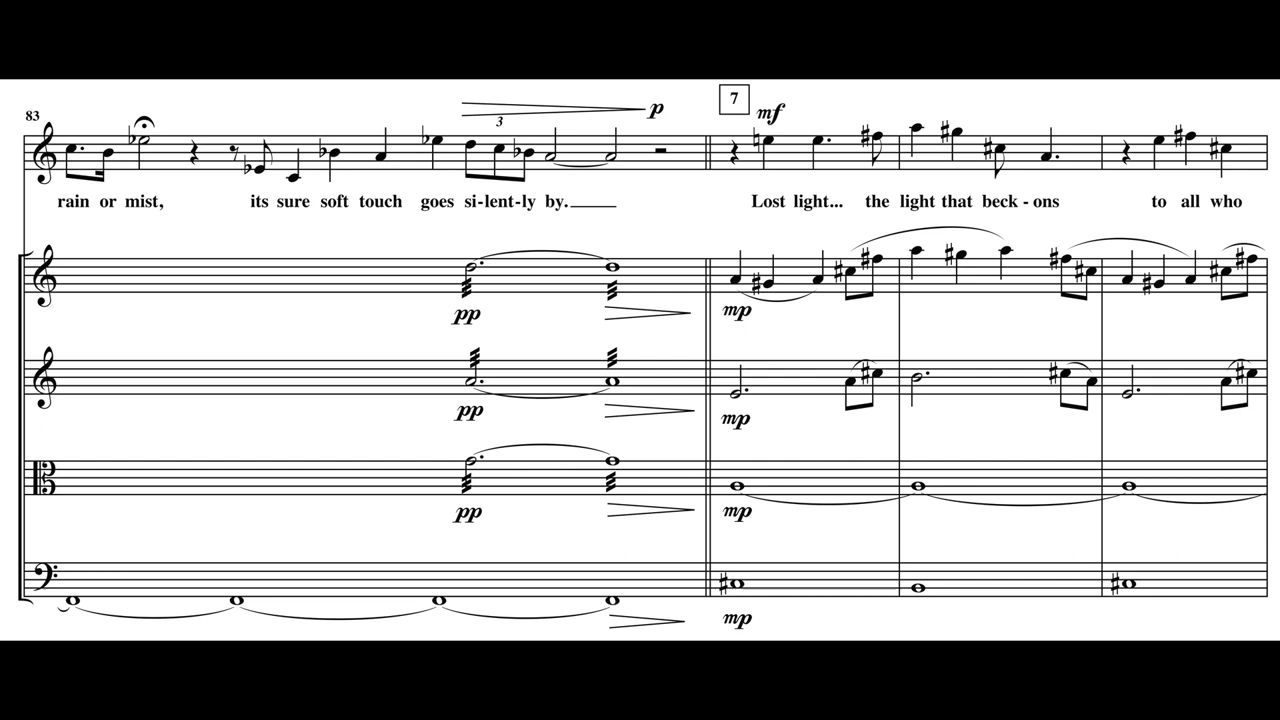 83
3
p
7
mf
rain or mist, its sure soft touch goes si-lent-ly by. Lost light... the light that beck - ons to all who
pp
mp
pp
mp
pp
mp
mp